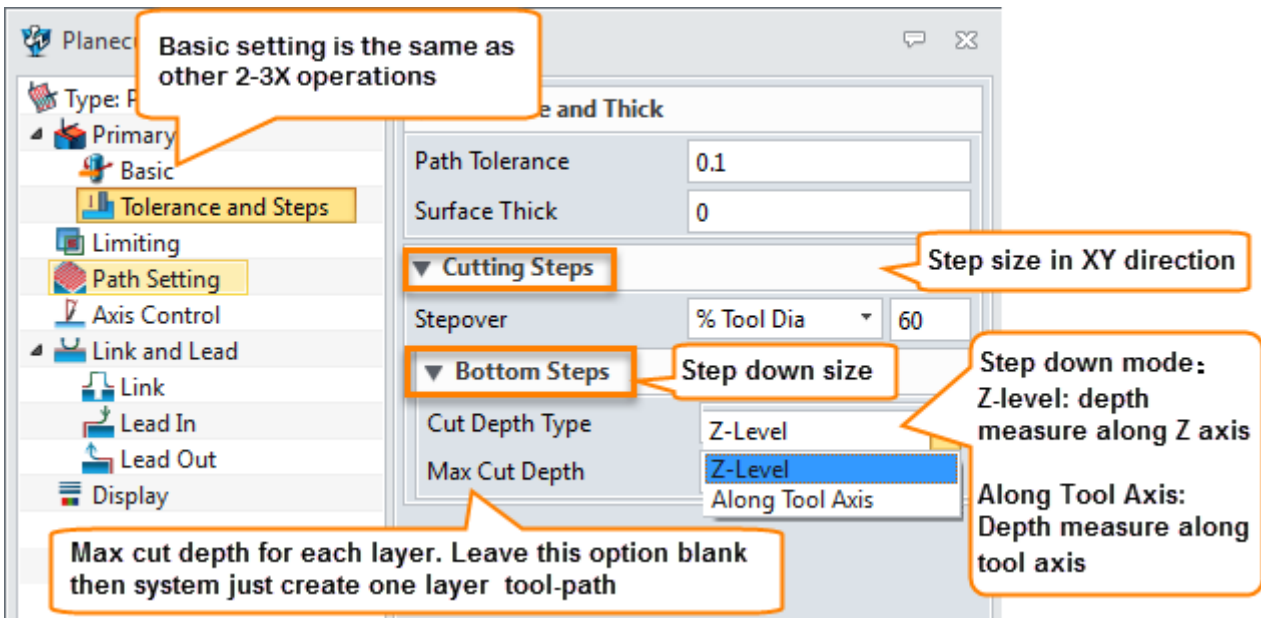 Planec
Basic setting is the same as
other 2-3X operations
Type: P
Primary
Basic
Tolerance and Steps
Limiting
Path Setting
Axis Control
Link and Lead
Link
Lead In
Lead Out
Display
e and Thick
Path Tolerance 0.1
Surface Thick 0
Cutting Steps
Step size in XY direction
Stepover % Tool Dia 60
Bottom Steps
Step down size
Cut Depth Type Z-Level
Max Cut Depth Z-Level
Along Tool Axis
Step down mode：
Z-level: depth
measure along Z axis
Along Tool Axis:
Depth measure along
tool axis
Max cut depth for each layer. Leave this option blank
then system just create one layer tool-path